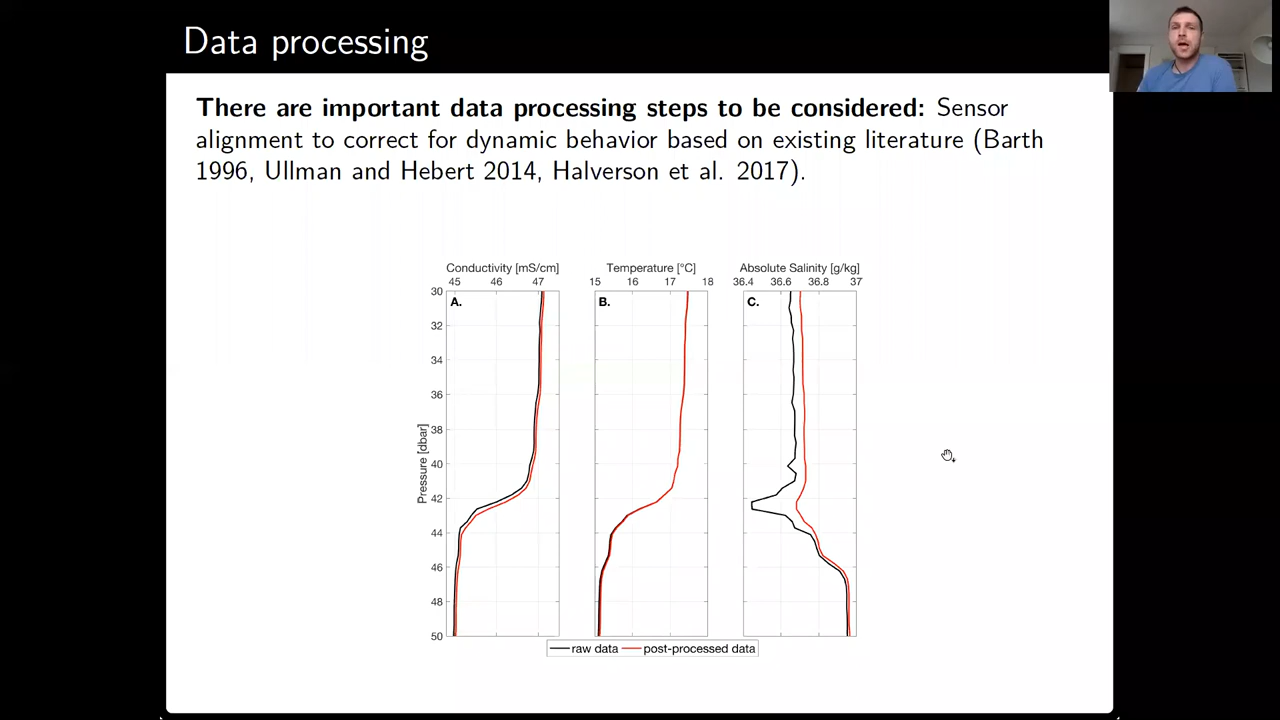 Data processing
There are important data processing steps to be considered: Sensor
alignment to correct for dynamic behavior based on existing literature (Barth
1996, Ullman and Hebert 2014, Halverson et al. 2017).
Conductivity [mS/cm] Temperature [°C] Absolute Salinity [g/kg]
45 46 47 15 16 17 18 36.4 36.6 36.8 37
A. B. C.
30
32
34
36
38
40
42
44
46
48
50
Pressure [dbar]
raw data post-processed data